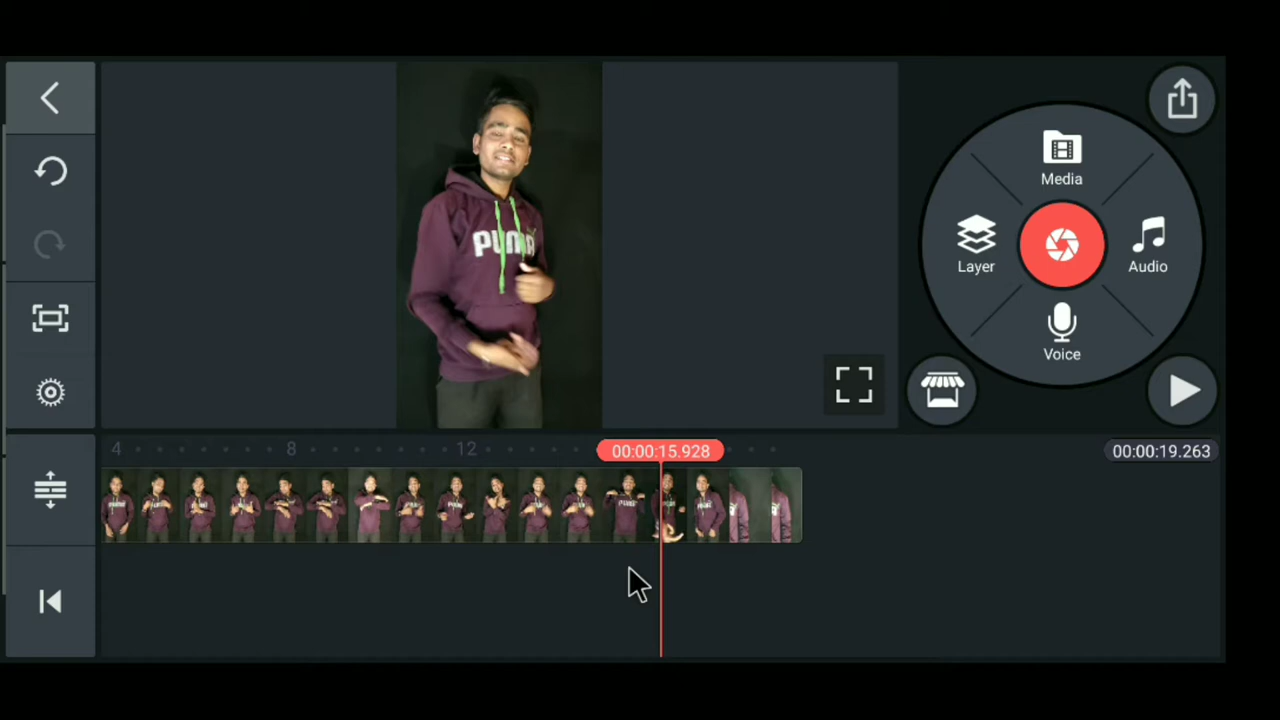 Media
PUMA
Layer
Audio
Voice
4
8
12
00:00:15.928
00:00:19.263